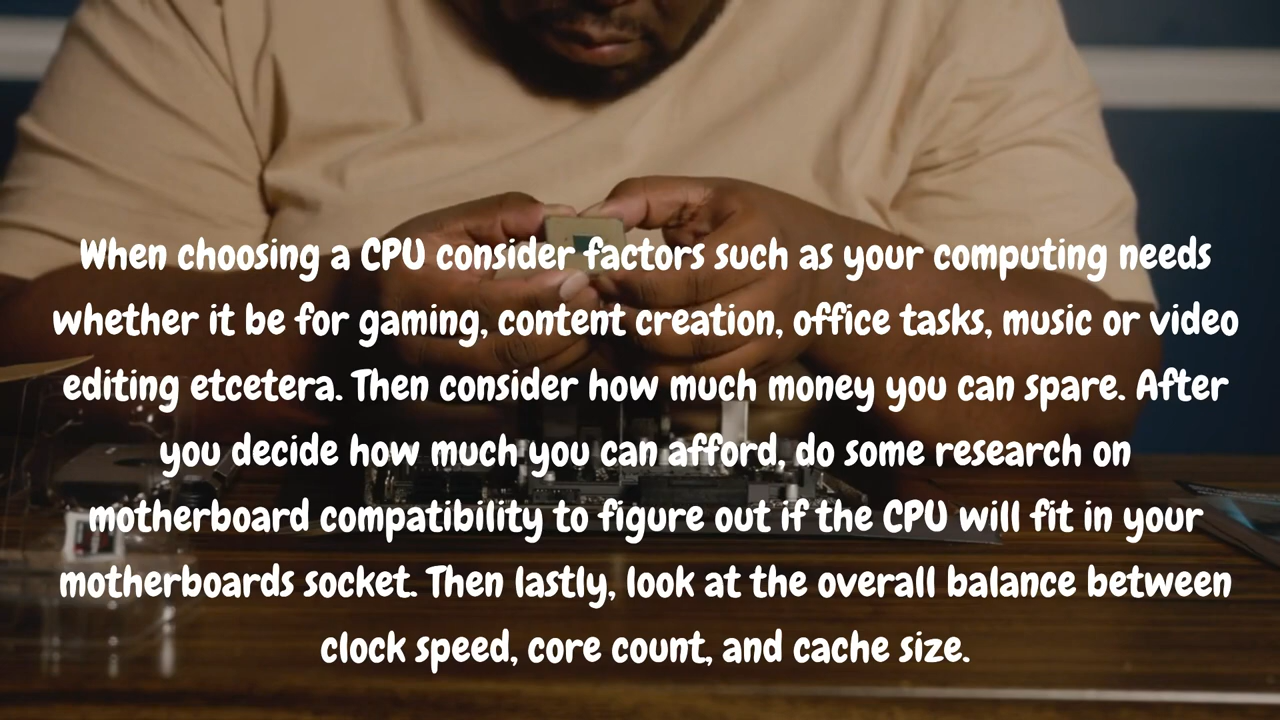 When choosing a CPU consider factors such as your computing needs
whether it be for gaming, content creation, office tasks, music or video
editing etcetera. Then consider how much money you can spare. After
you decide how much you can afford, do some research on
motherboard compatibility to figure out if the CPU will fit in your
motherboards socket. Then lastly, look at the overall balance between
clock speed, core count, and cache size.